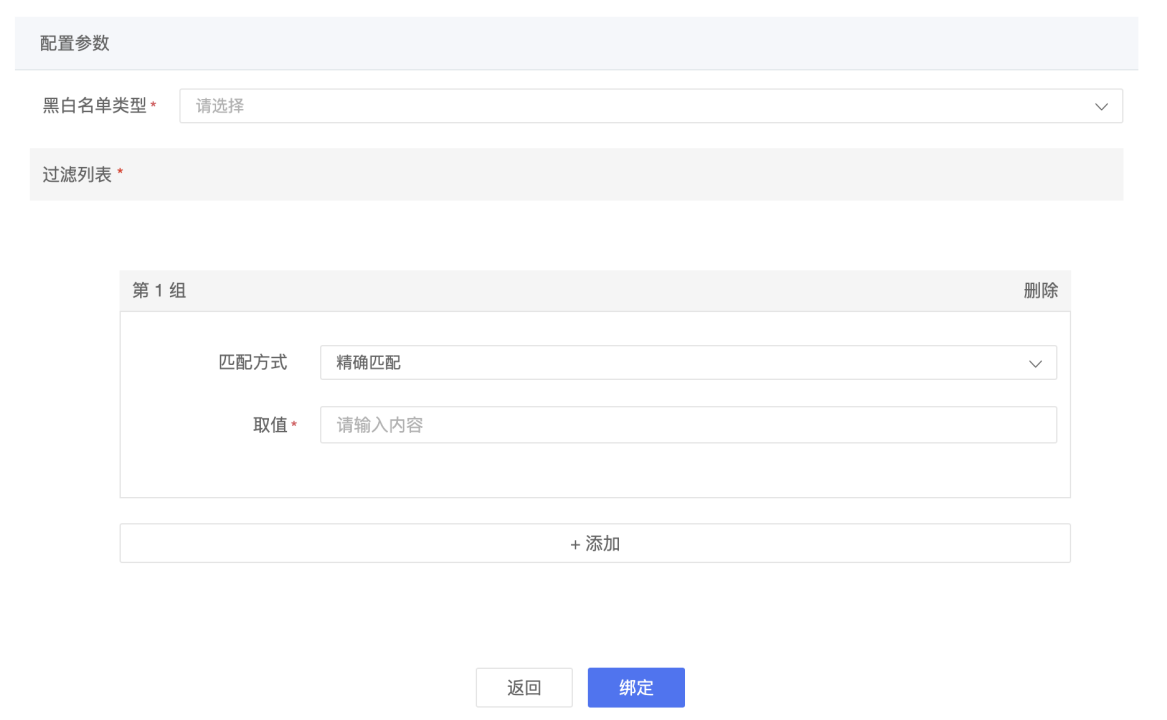 配置参数
黑白名单类型* 请选择
过滤列表 *
第 1 组 删除
匹配方式 精确匹配
取值* 请输入内容
+ 添加
返回 绑定